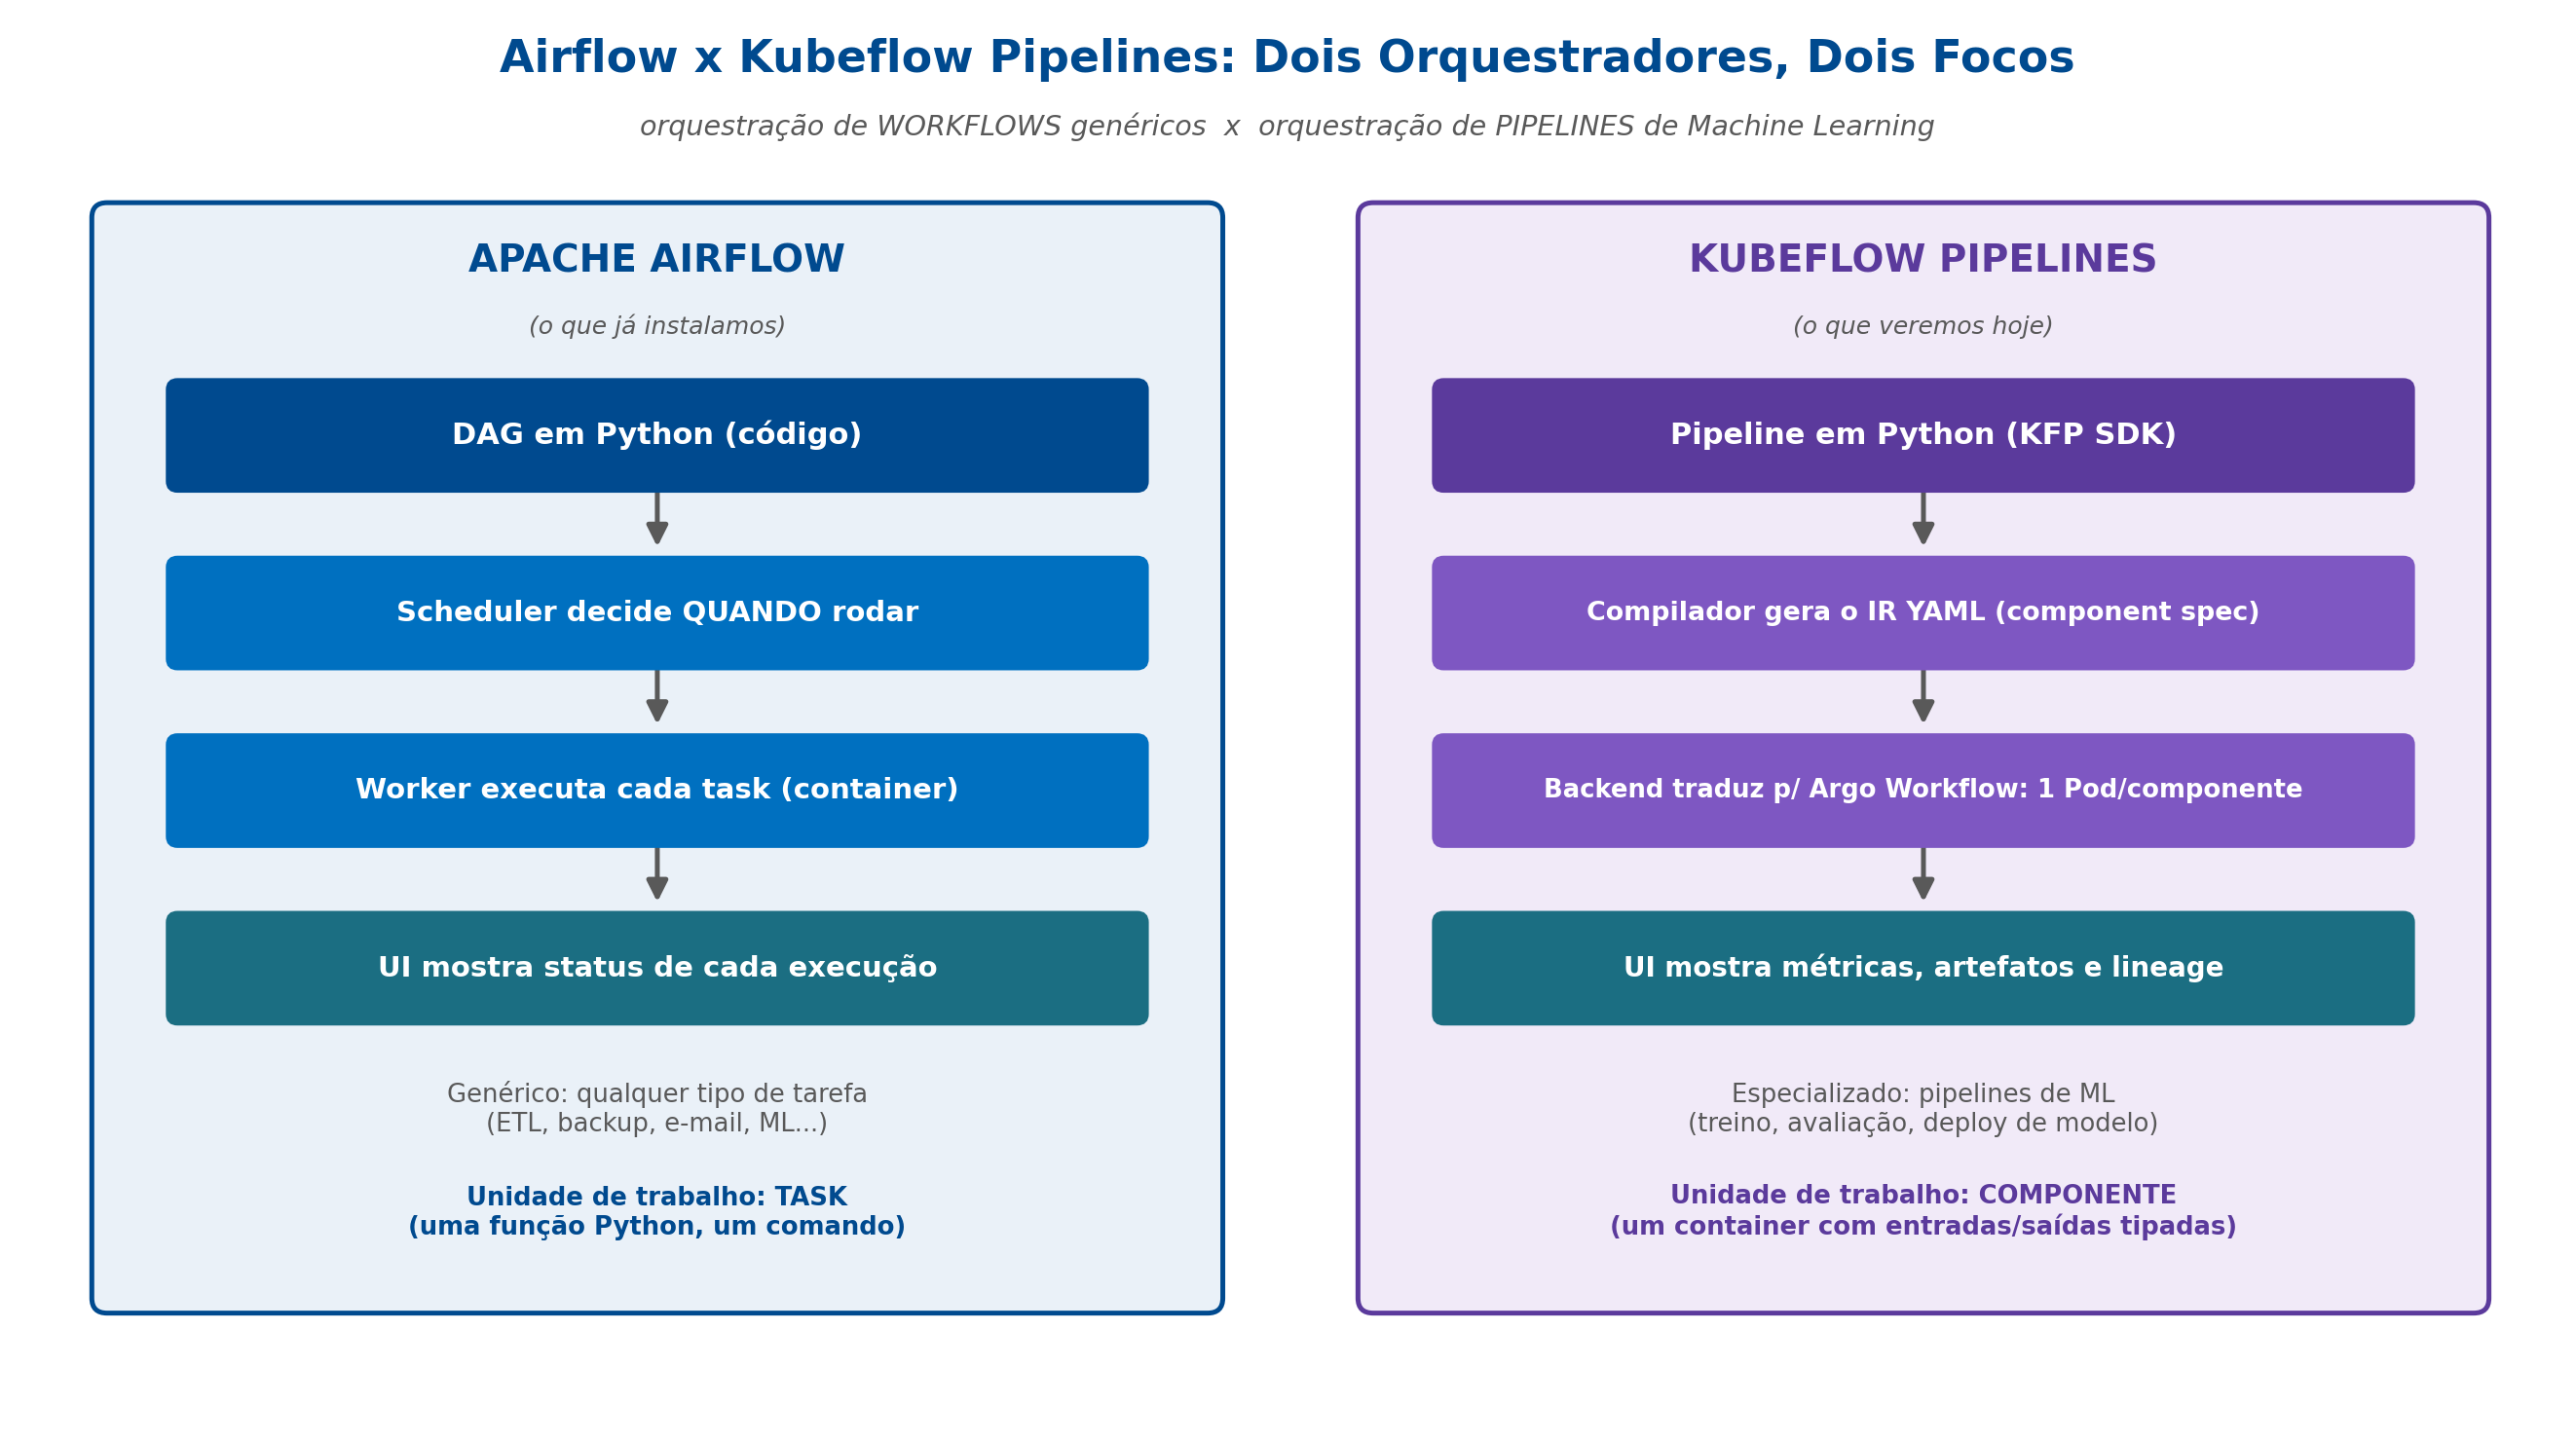 Airflow x Kubeflow Pipelines: Dois Orquestradores, Dois Focos
orquestração de WORKFLOWS genéricos x orquestração de PIPELINES de Machine Learning
APACHE AIRFLOW
(o que já instalamos)
DAG em Python (código)
Scheduler decide QUANDO rodar
Worker executa cada task (container)
UI mostra status de cada execução
Genérico: qualquer tipo de tarefa
(ETL, backup, e-mail, ML...)
Unidade de trabalho: TASK
(uma função Python, um comando)
KUBEFLOW PIPELINES
(o que veremos hoje)
Pipeline em Python (KFP SDK)
Compilador gera o IR YAML (component spec)
Backend traduz p/ Argo Workflow: 1 Pod/componente
UI mostra métricas, artefatos e lineage
Especializado: pipelines de ML
(treino, avaliação, deploy de modelo)
Unidade de trabalho: COMPONENTE
(um container com entradas/saídas tipadas)